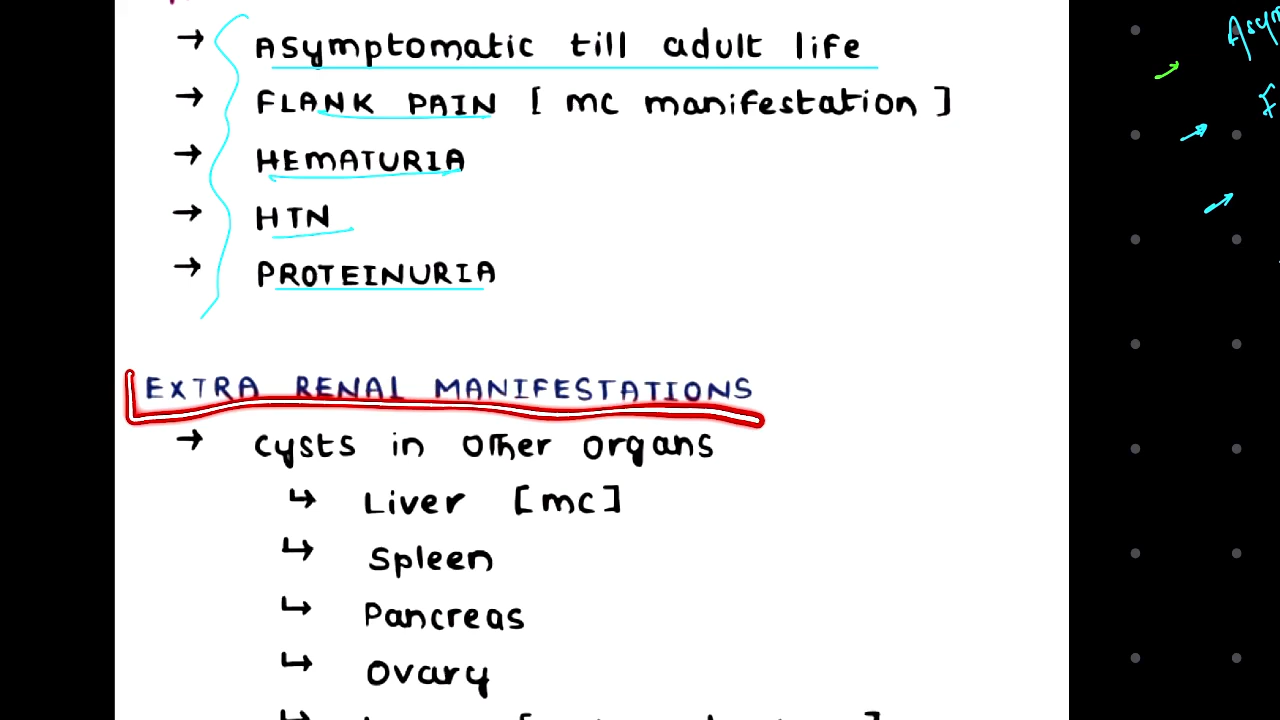 → Asymptomatic till adult life
→ FLANK PAIN [ mc manifestation ]
→ HEMATURIA
→ HTN
→ PROTEINURIA
EXTRA RENAL MANIFESTATIONS
→ cysts in other organs
↳ Liver [mc]
↳ Spleen
↳ Pancreas
↳ Ovary